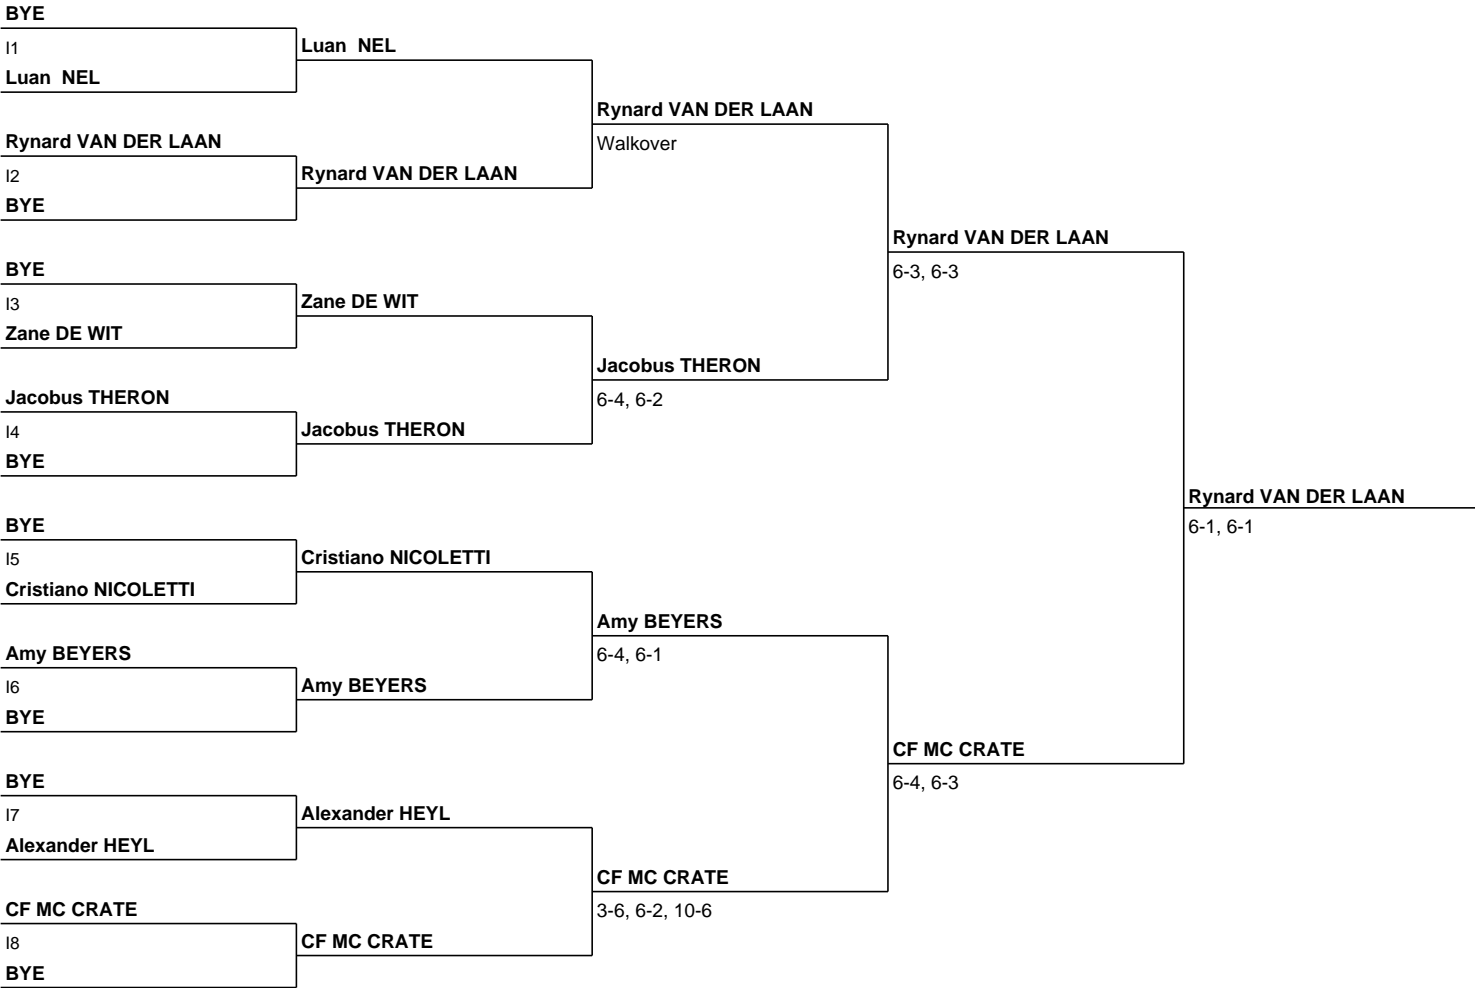 BYE
I1
Luan  NEL
Rynard VAN DER LAAN
I2
BYE
BYE
I3
Zane DE WIT
Jacobus THERON
I4
BYE
BYE
I5
Cristiano NICOLETTI
Amy BEYERS
I6
BYE
BYE
I7
Alexander HEYL
CF MC CRATE
I8
BYE
Luan  NEL
Rynard VAN DER LAAN
Zane DE WIT
Jacobus THERON
Cristiano NICOLETTI
Amy BEYERS
Alexander HEYL
CF MC CRATE
Rynard VAN DER LAAN
Walkover
Jacobus THERON
6-4, 6-2
Amy BEYERS
6-4, 6-1
CF MC CRATE
3-6, 6-2, 10-6
Rynard VAN DER LAAN
6-3, 6-3
CF MC CRATE
6-4, 6-3
Rynard VAN DER LAAN
6-1, 6-1